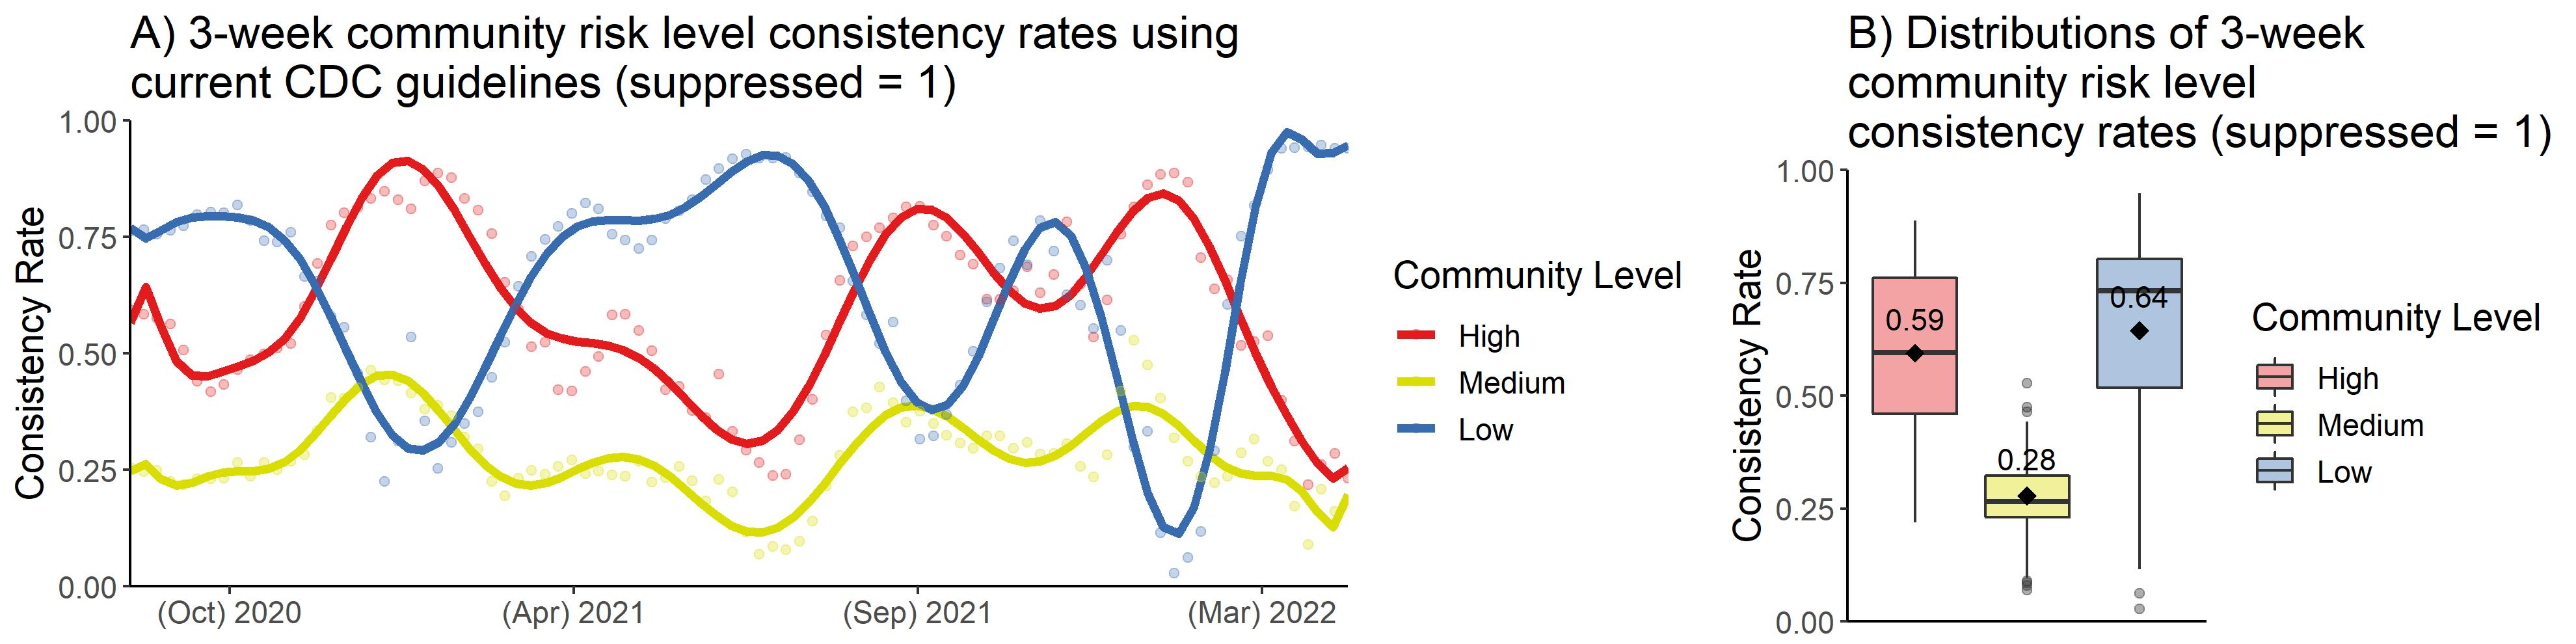 A) 3-week community risk level consistency rates using
current CDC guidelines (suppressed = 1)
1.00
0.75
0.50
0.25
0.00
Consistency Rate
(Oct) 2020
(Apr) 2021
(Sep) 2021
(Mar) 2022
Community Level
High
Medium
Low
B) Distributions of 3-week
community risk level
consistency rates (suppressed = 1)
1.00
0.75
0.50
0.25
0.00
Consistency Rate
0.59
0.28
0.64
Community Level
High
Medium
Low